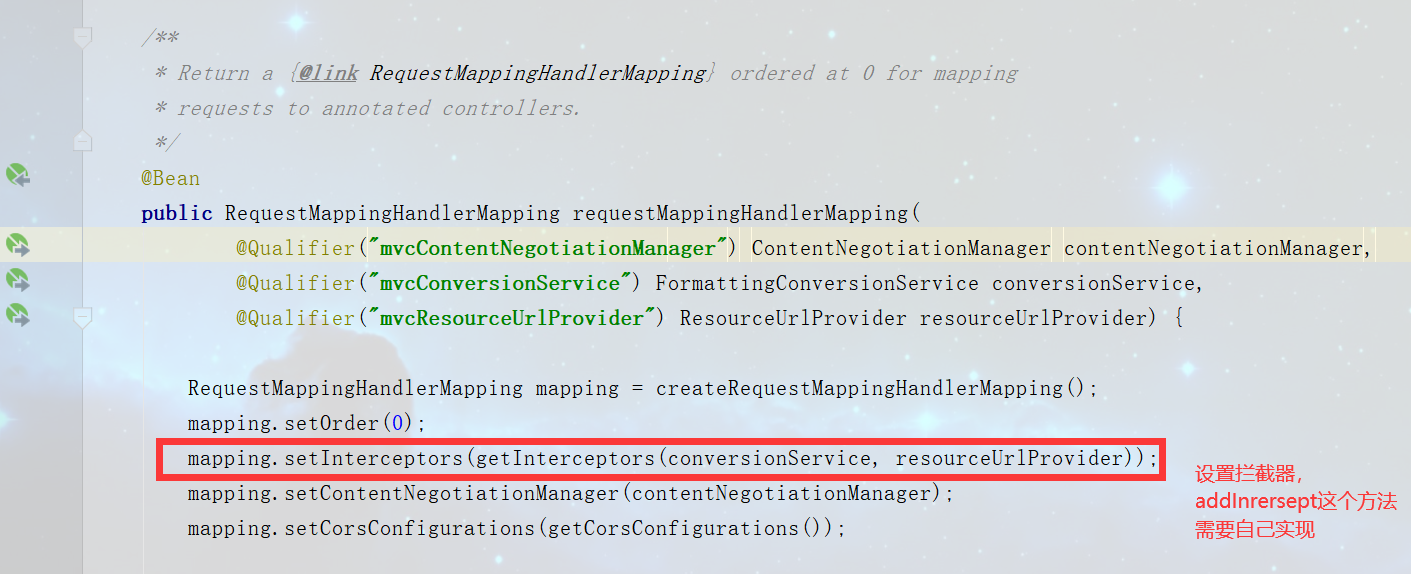 /**
* Return a {@link RequestMappingHandlerMapping} ordered at 0 for mapping
* requests to annotated controllers.
*/
@Bean
public RequestMappingHandlerMapping requestMappingHandlerMapping(
@Qualifier("mvcContentNegotiationManager") ContentNegotiationManager contentNegotiationManager,
@Qualifier("mvcConversionService") FormattingConversionService conversionService,
@Qualifier("mvcResourceUrlProvider") ResourceUrlProvider resourceUrlProvider) {
RequestMappingHandlerMapping mapping = createRequestMappingHandlerMapping();
mapping.setOrder(0);
mapping.setInterceptors(getInterceptors(conversionService, resourceUrlProvider));
mapping.setContentNegotiationManager(contentNegotiationManager);
mapping.setCorsConfigurations(getCorsConfigurations());
设置拦截器,
addInrersept这个方法
需要自己实现